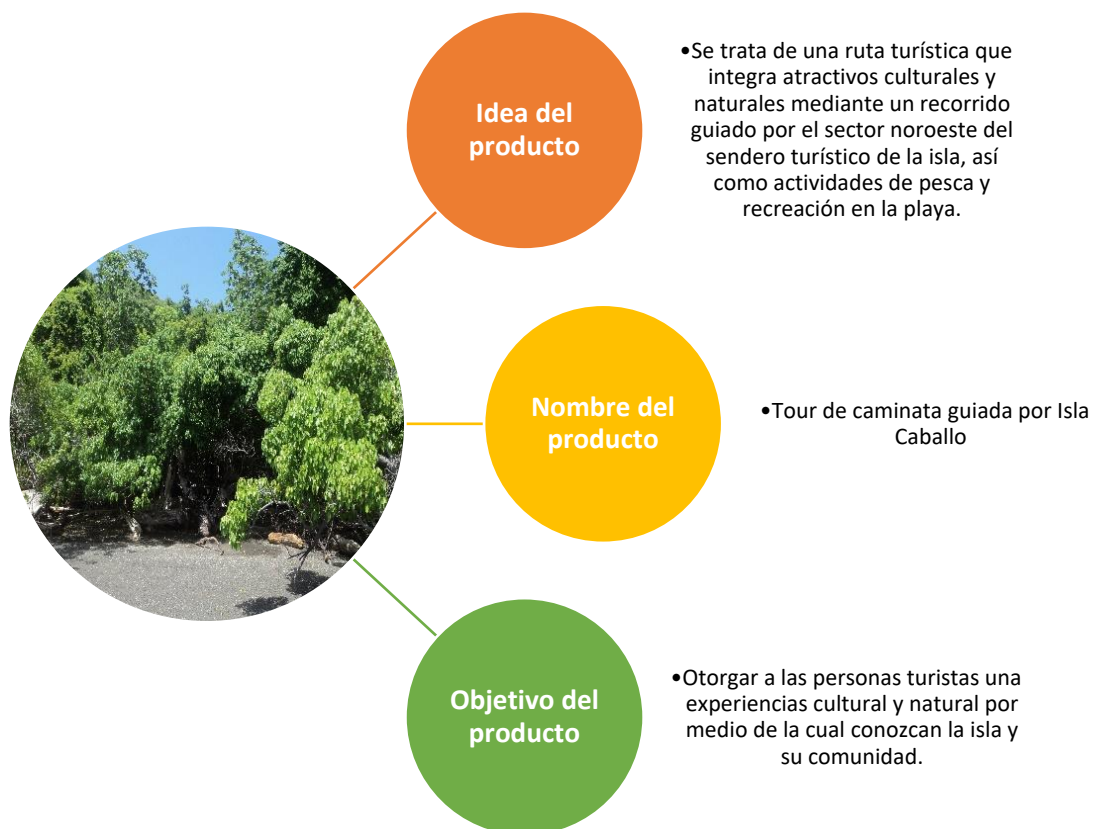 Idea del
producto
•Se trata de una ruta turística que
integra atractivos culturales y
naturales mediante un recorrido
guiado por el sector noroeste del
sendero turístico de la isla, así
como actividades de pesca y
recreación en la playa.
Nombre del
producto
•Tour de caminata guiada por Isla
Caballo
Objetivo del
producto
•Otorgar a las personas turistas una
experiencias cultural y natural por
medio de la cual conozcan la isla y
su comunidad.